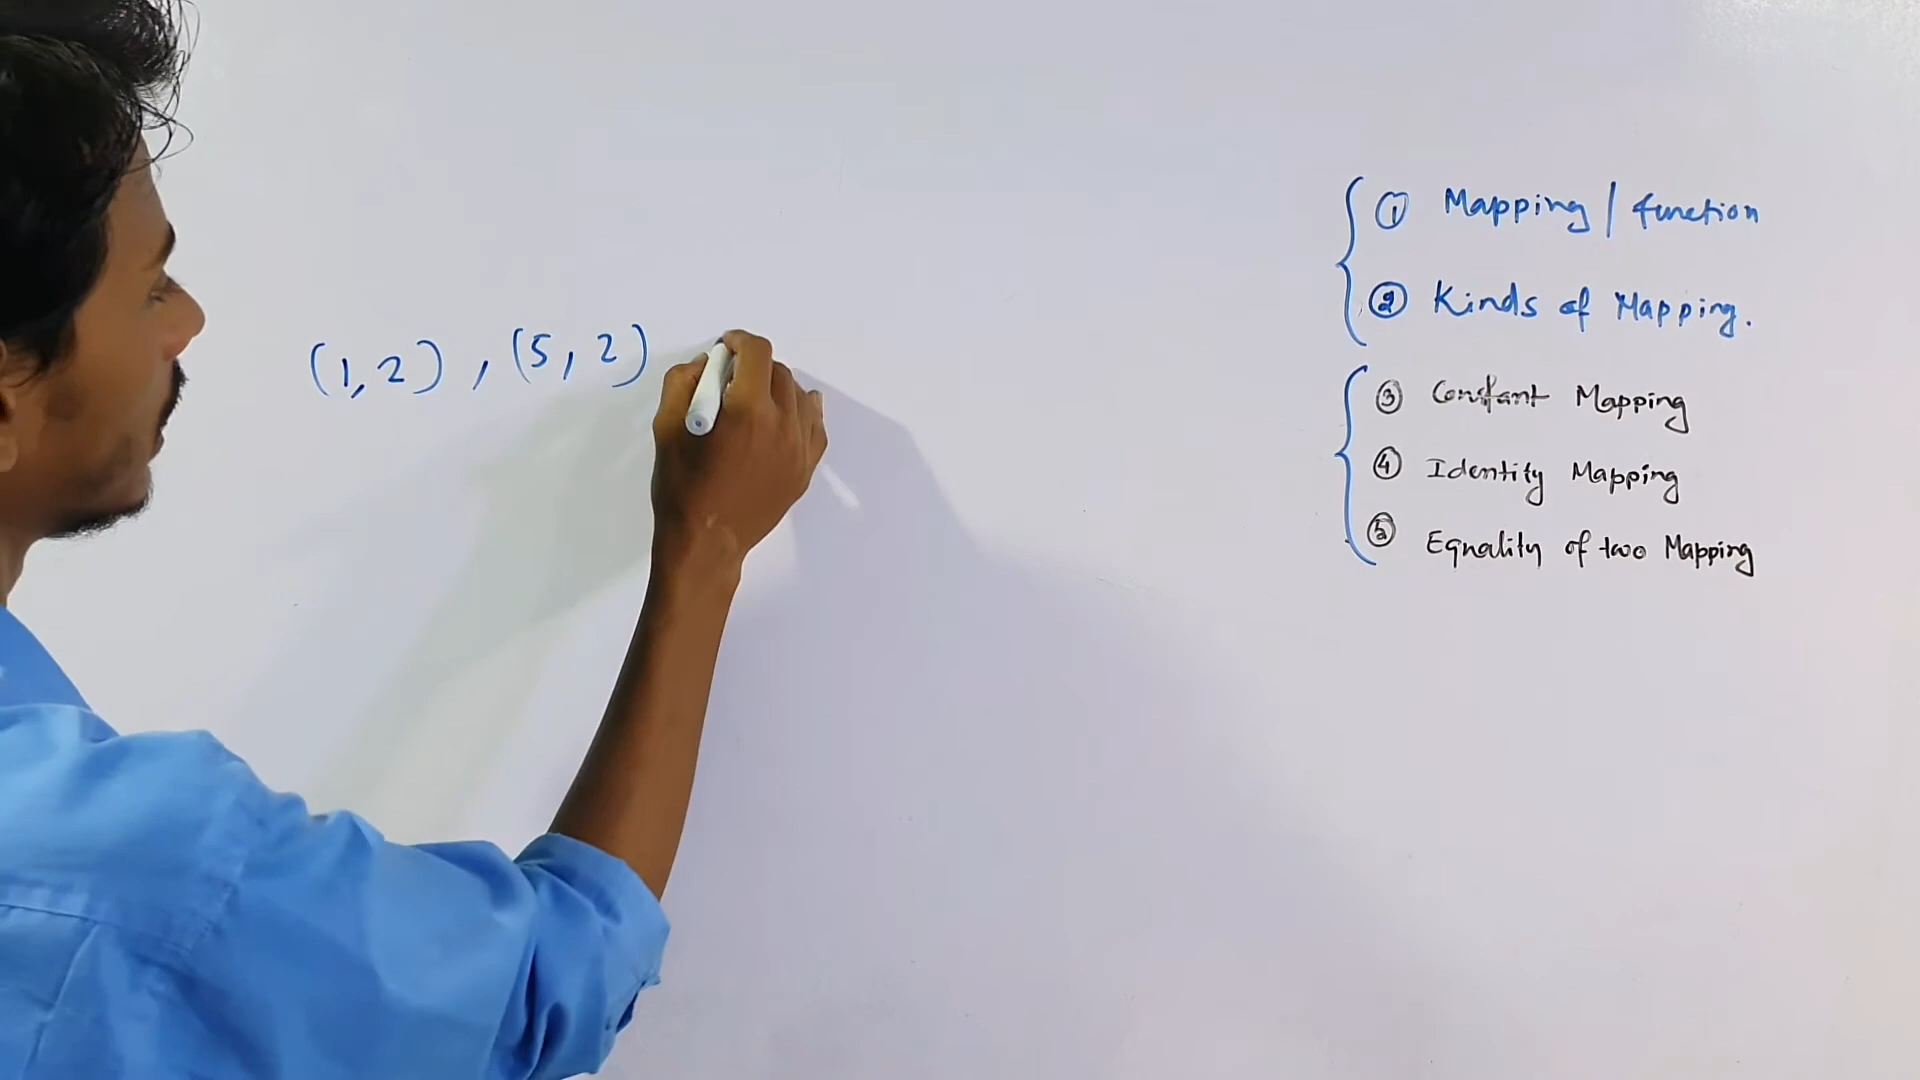 (1,2) , (5, 2)
① Mapping / function
② Kinds of Mapping.
③ Constant Mapping
④ Identity Mapping
⑤ Equality of two Mapping